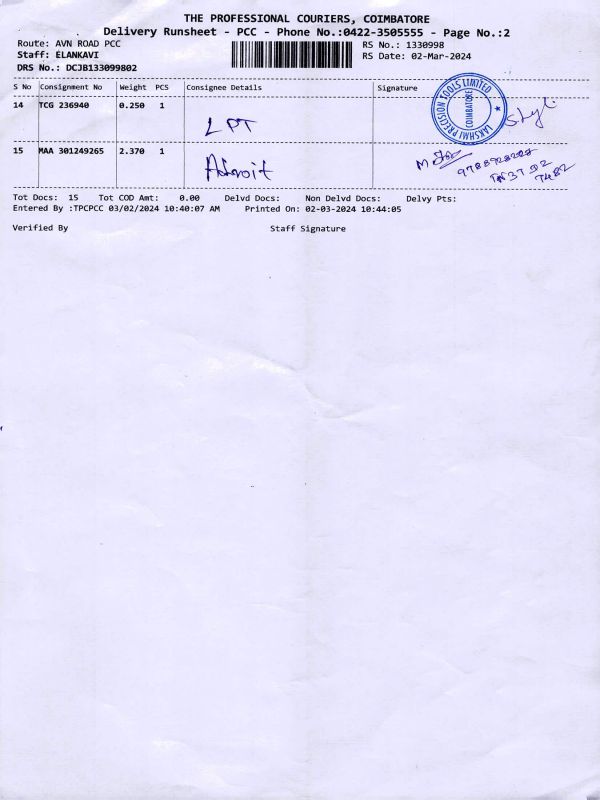 THE PROFESSIONAL COURIERS, COIMBATORE
Delivery Runsheet - PCC - Phone No.:0422-3505555 - Page No.:2
Route: AVN ROAD PCC
RS No.: 1330998
Staff: ELANKAVI
RS Date: 02-Mar-2024
DRS No.: DCJB133099802
S No Consignment No Weight PCS Consignee Details Signature
14 TCG 236940 0.250 1
LPT
LAKSHMI PRECISION TOOLS LIMITED
COIMBATORE
15 MAA 301249265 2.370 1
Adroit
TN 37 DZ
7482
Tot Docs: 15 Tot COD Amt: 0.00 Delvd Docs: Non Delvd Docs: Delvy Pts:
Entered By :TPCPCC 03/02/2024 10:40:07 AM Printed On: 02-03-2024 10:44:05
Verified By Staff Signature